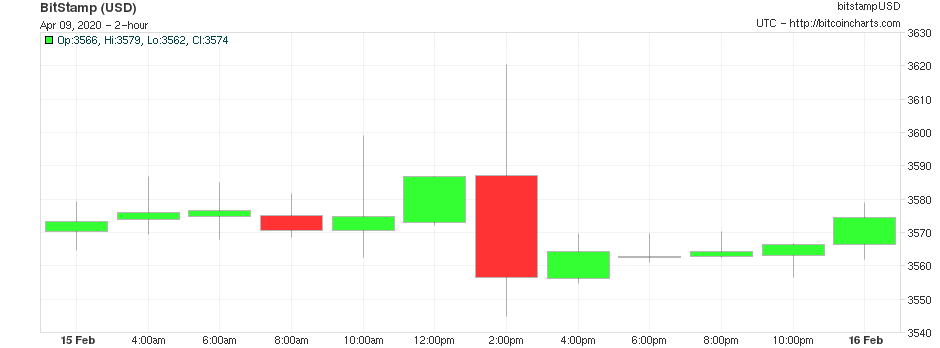 BitStamp (USD)
bitstampUSD
Apr 09, 2020 - 2-hour
UTC - http://bitcoincharts.com
Op:3566, Hi:3579, Lo:3562, Cl:3574
3630
3620
3610
3600
3590
3580
3570
3560
3550
3540
15 Feb 4:00am 6:00am 8:00am 10:00am 12:00pm 2:00pm 4:00pm 6:00pm 8:00pm 10:00pm 16 Feb